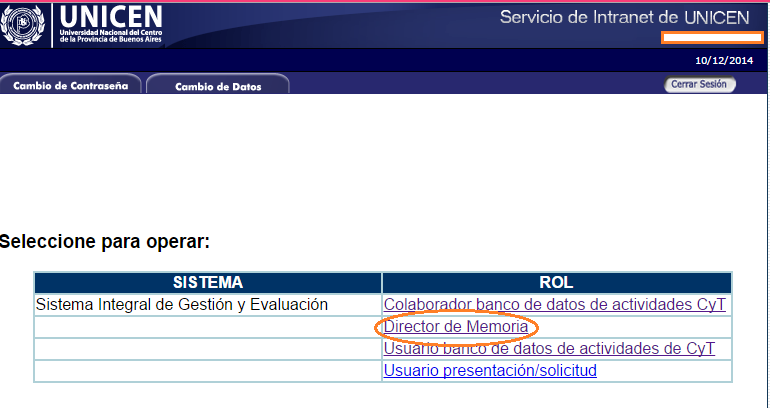 UNICEN
Universidad Nacional del Centro
de la Provincia de Buenos Aires
Servicio de Intranet de UNICEN
10/12/2014
Cambio de Contraseña
Cambio de Datos
Cerrar Sesión
Seleccione para operar:
SISTEMA ROL
Sistema Integral de Gestión y Evaluación Colaborador banco de datos de actividades CyT
Director de Memoria
Usuario banco de datos de actividades de CyT
Usuario presentación/solicitud